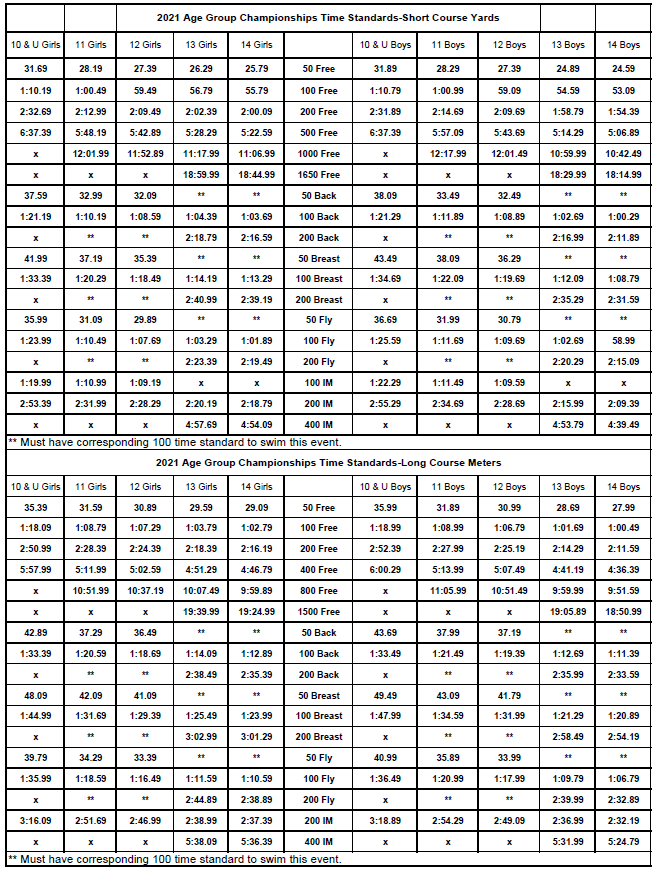 2021 Age Group Championships Time Standards-Short Course Yards
10 & U Girls 11 Girls 12 Girls 13 Girls 14 Girls 10 & U Boys 11 Boys 12 Boys 13 Boys 14 Boys
31.69 28.19 27.39 26.29 25.79 50 Free 31.89 28.29 27.39 24.89 24.59
1:10.19 1:00.49 59.49 56.79 55.79 100 Free 1:10.79 1:00.99 59.09 54.59 53.09
2:32.69 2:12.99 2:09.49 2:02.39 2:00.09 200 Free 2:31.89 2:14.69 2:09.69 1:58.79 1:54.39
6:37.39 5:48.19 5:42.89 5:28.29 5:22.59 500 Free 6:37.39 5:57.09 5:43.69 5:14.29 5:06.89
x 12:01.99 11:52.89 11:17.99 11:06.99 1000 Free x 12:17.99 12:01.49 10:59.99 10:42.49
x x x 18:59.99 18:44.99 1650 Free x x x 18:29.99 18:14.99
37.59 32.99 32.09 ** ** 50 Back 38.09 33.49 32.49 ** **
1:21.19 1:10.19 1:08.59 1:04.39 1:03.69 100 Back 1:21.29 1:11.89 1:08.89 1:02.69 1:00.29
x ** ** 2:18.79 2:16.59 200 Back x ** ** 2:16.99 2:11.89
41.99 37.19 35.39 ** ** 50 Breast 43.49 38.09 36.29 ** **
1:33.39 1:20.29 1:18.49 1:14.19 1:13.29 100 Breast 1:34.69 1:22.09 1:19.69 1:12.09 1:08.79
x ** ** 2:40.99 2:39.19 200 Breast x ** ** 2:35.29 2:31.59
35.99 31.09 29.89 ** ** 50 Fly 36.69 31.99 30.79 ** **
1:23.99 1:10.49 1:07.69 1:03.29 1:01.89 100 Fly 1:25.59 1:11.69 1:09.69 1:02.69 58.99
x ** ** 2:23.39 2:19.49 200 Fly x ** ** 2:20.29 2:15.09
1:19.99 1:10.99 1:09.19 x x 100 IM 1:22.29 1:11.49 1:09.59 x x
2:53.39 2:31.99 2:28.29 2:20.19 2:18.79 200 IM 2:55.29 2:34.69 2:28.69 2:15.99 2:09.39
x x x 4:57.69 4:54.09 400 IM x x x 4:53.79 4:39.49
** Must have corresponding 100 time standard to swim this event.
2021 Age Group Championships Time Standards-Long Course Meters
10 & U Girls 11 Girls 12 Girls 13 Girls 14 Girls 10 & U Boys 11 Boys 12 Boys 13 Boys 14 Boys
35.39 31.59 30.89 29.59 29.09 50 Free 35.99 31.89 30.99 28.69 27.99
1:18.09 1:08.79 1:07.29 1:03.79 1:02.79 100 Free 1:18.99 1:08.99 1:06.79 1:01.69 1:00.49
2:50.99 2:28.39 2:24.39 2:18.39 2:16.19 200 Free 2:52.39 2:27.99 2:25.19 2:14.29 2:11.59
5:57.99 5:11.99 5:02.59 4:51.29 4:46.79 400 Free 6:00.29 5:13.99 5:07.49 4:41.19 4:36.39
x 10:51.99 10:37.19 10:07.49 9:59.89 800 Free x 11:05.99 10:51.49 9:59.99 9:51.59
x x x 19:39.99 19:24.99 1500 Free x x x 19:05.89 18:50.99
42.89 37.29 36.49 ** ** 50 Back 43.69 37.99 37.19 ** **
1:33.39 1:20.59 1:18.69 1:14.09 1:12.89 100 Back 1:33.49 1:21.49 1:19.39 1:12.69 1:11.39
x ** ** 2:38.49 2:35.39 200 Back x ** ** 2:35.99 2:33.59
48.09 42.09 41.09 ** ** 50 Breast 49.49 43.09 41.79 ** **
1:44.99 1:31.69 1:29.39 1:25.49 1:23.99 100 Breast 1:47.99 1:34.59 1:31.99 1:21.29 1:20.89
x ** ** 3:02.99 3:01.29 200 Breast x ** ** 2:58.49 2:54.19
39.79 34.29 33.39 ** ** 50 Fly 40.99 35.89 33.99 ** **
1:35.99 1:18.59 1:16.49 1:11.59 1:10.59 100 Fly 1:36.49 1:20.99 1:17.99 1:09.79 1:06.79
x ** ** 2:44.89 2:38.89 200 Fly x ** ** 2:39.99 2:32.89
3:16.09 2:51.69 2:46.99 2:38.99 2:37.39 200 IM 3:18.89 2:54.29 2:49.09 2:36.99 2:32.19
x x x 5:38.09 5:36.39 400 IM x x x 5:31.99 5:24.79
** Must have corresponding 100 time standard to swim this event.